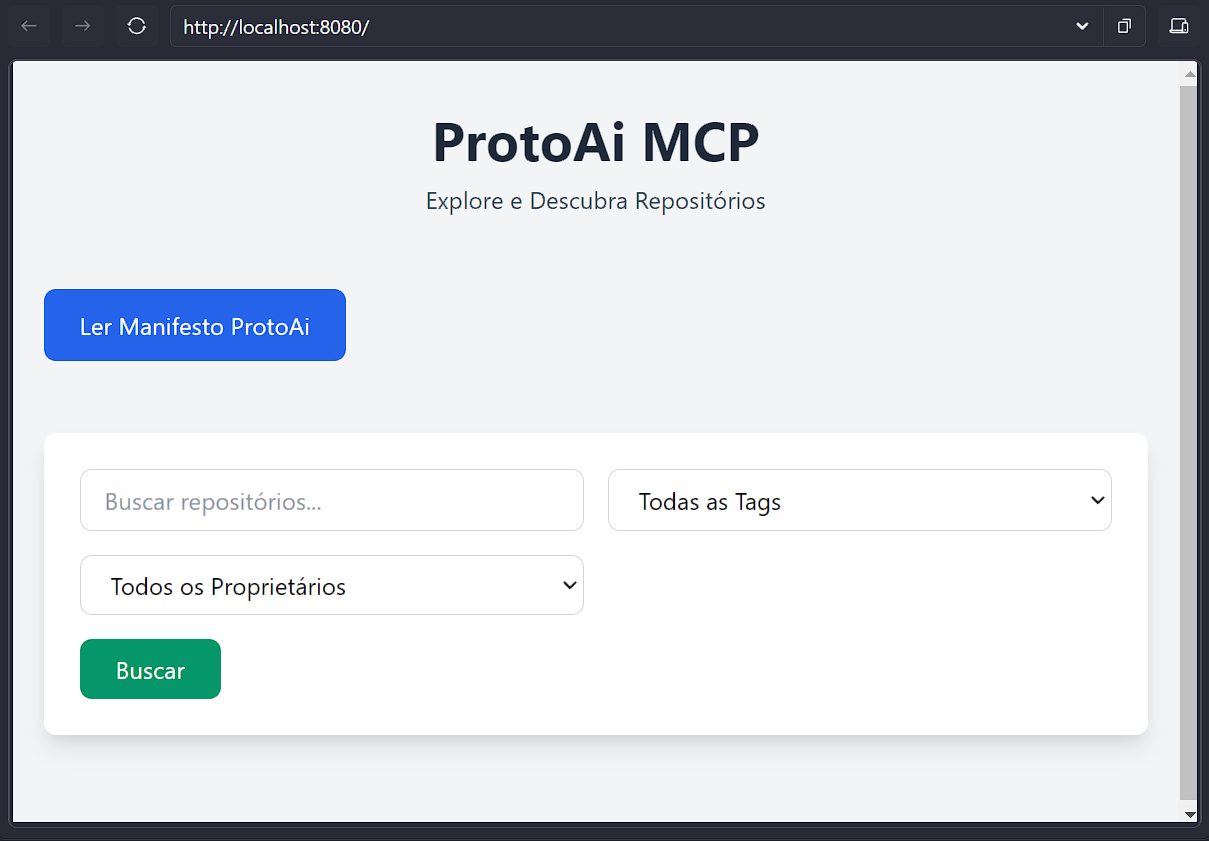 http://localhost:8080/
ProtoAi MCP
Explore e Descubra Repositórios
Ler Manifesto ProtoAi
Buscar repositórios...
Todas as Tags
Todos os Proprietários
Buscar